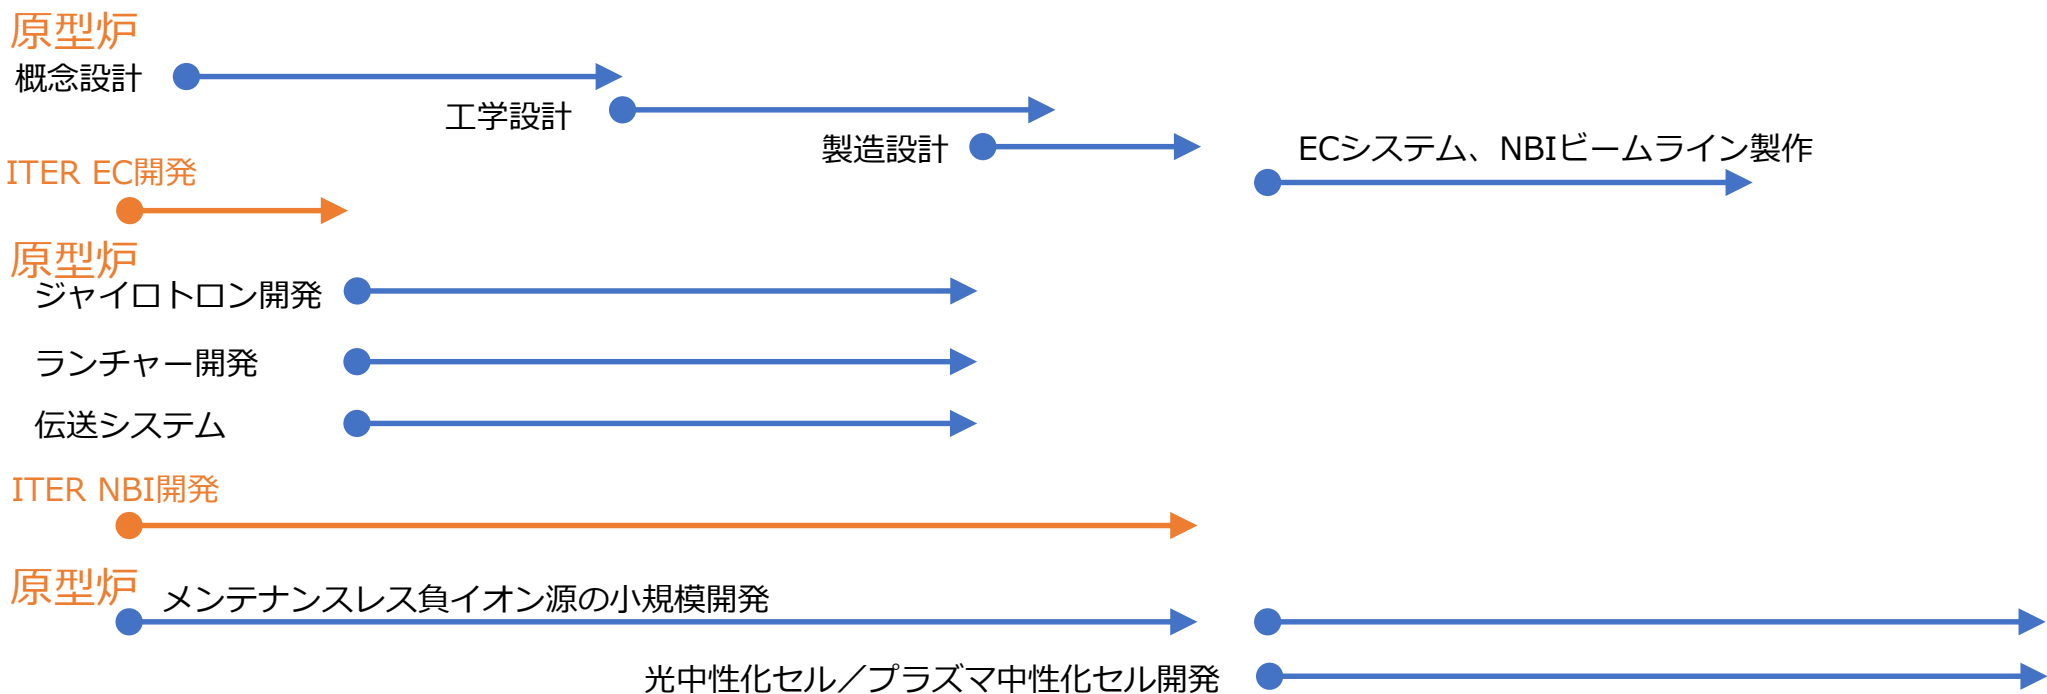 原型炉
概念設計
工学設計
製造設計
ECシステム、NBIビームライン製作
ITER EC開発
原型炉
ジャイロトロン開発
ランチャー開発
伝送システム
ITER NBI開発
原型炉
メンテナンスレス負イオン源の小規模開発
光中性化セル／プラズマ中性化セル開発